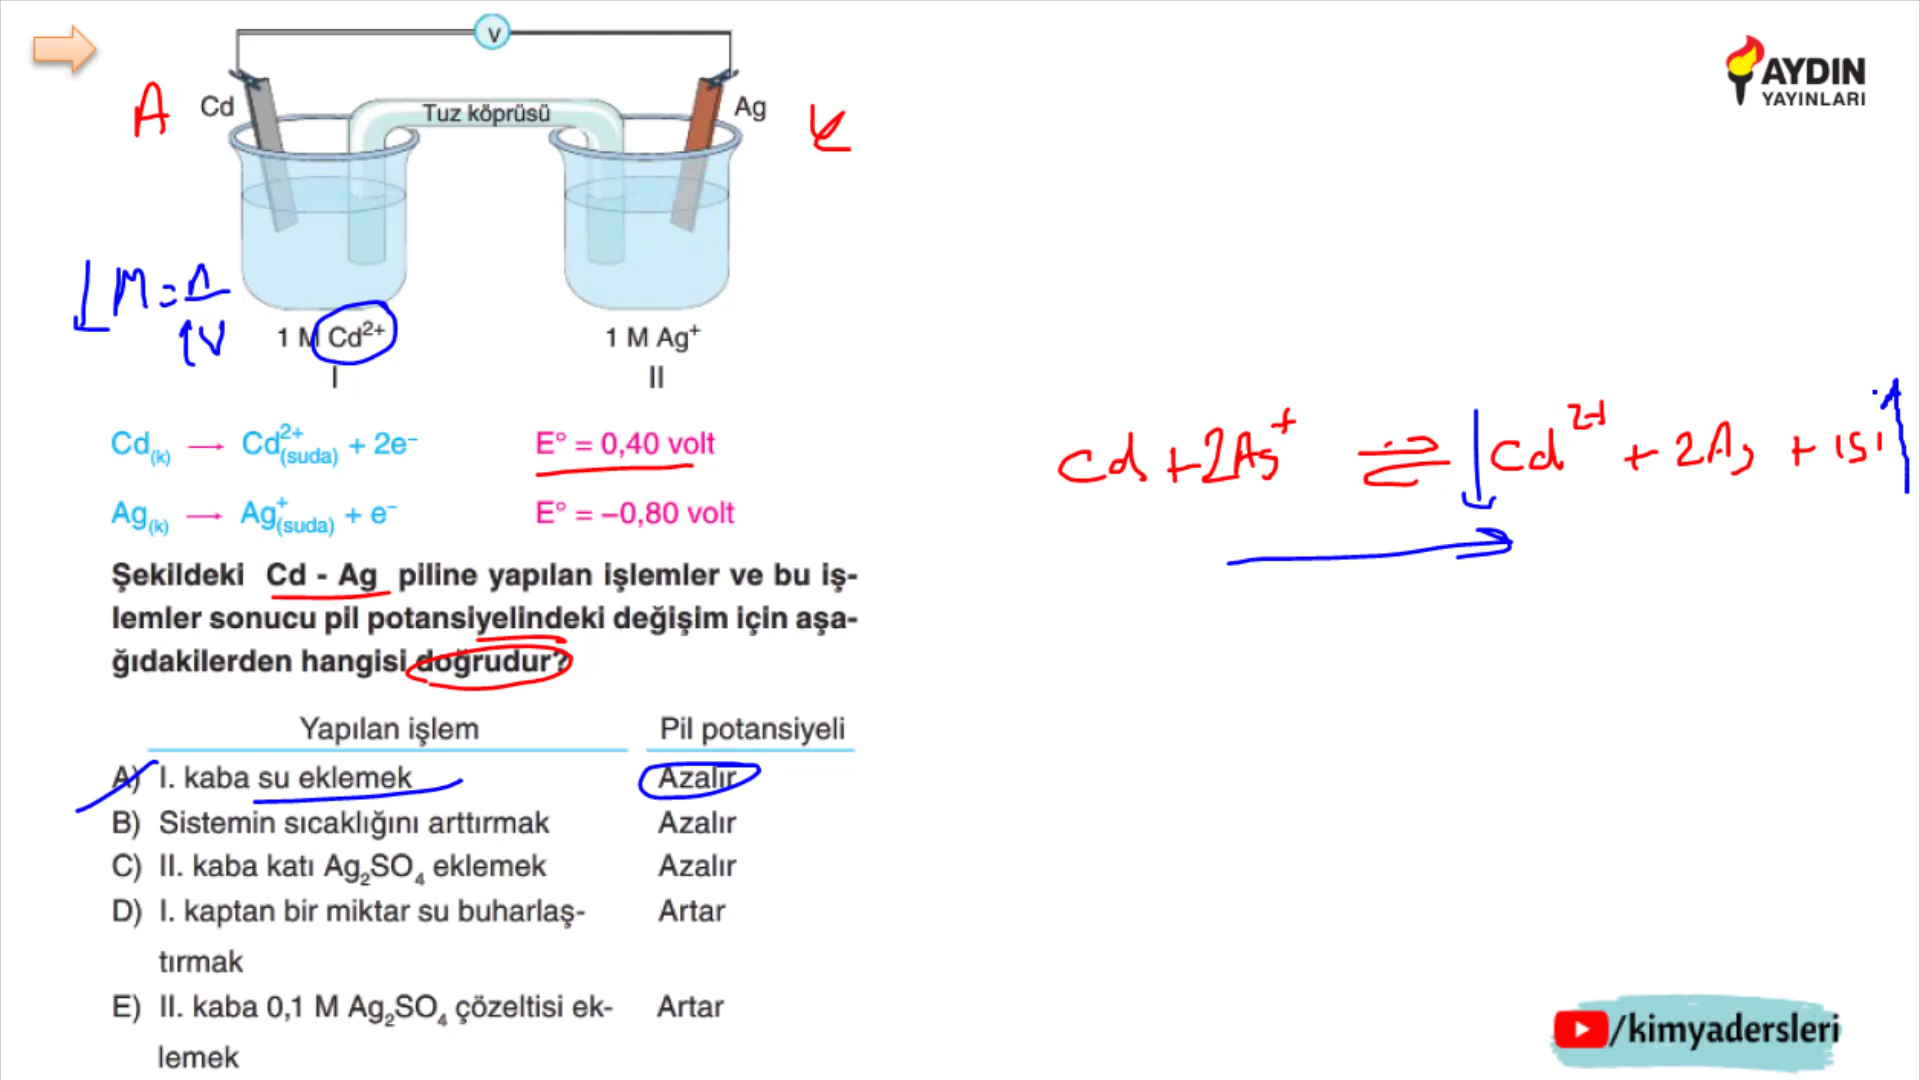 V
AYDIN
YAYINLARI
A
Cd
Tuz köprüsü
Ag
K
M = n
V
1 M Cd²⁺
1 M Ag⁺
I
II
Cd(k) → Cd²⁺(suda) + 2e⁻ E° = 0,40 volt
Ag(k) → Ag⁺(suda) + e⁻ E° = –0,80 volt
Cd + 2Ag⁺ ⇌ Cd²⁺ + 2Ag + ısı
Şekildeki Cd - Ag piline yapılan işlemler ve bu iş-
lemler sonucu pil potansiyelindeki değişim için aşa-
ğıdakilerden hangisi doğrudur?
Yapılan işlem Pil potansiyeli
A) I. kaba su eklemek Azalır
B) Sistemin sıcaklığını arttırmak Azalır
C) II. kaba katı Ag₂SO₄ eklemek Azalır
D) I. kaptan bir miktar su buharlaş- Artar
tırmak
E) II. kaba 0,1 M Ag₂SO₄ çözeltisi ek- Artar
lemek
/kimyadersleri